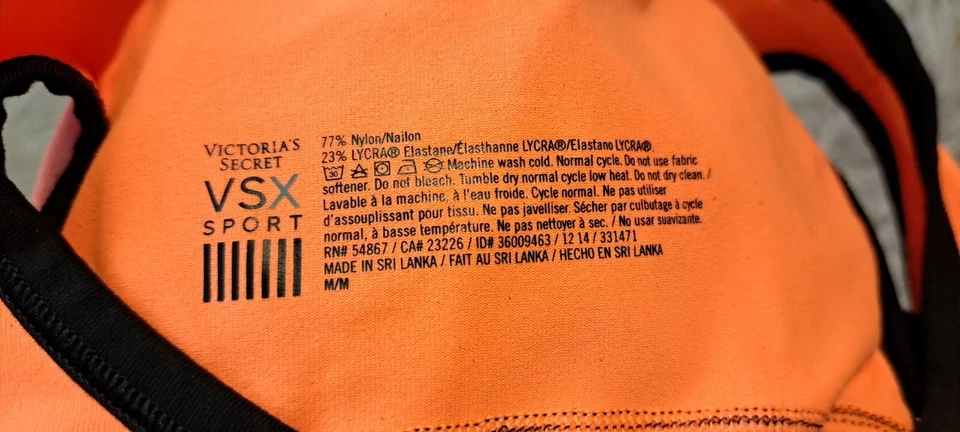 VICTORIA'S
SECRET
VSX
SPORT
77% Nylon/Nailon
23% LYCRA® Elastane/Élasthanne LYCRA®/Elastano LYCRA®.
30 Machine wash cold. Normal cycle. Do not use fabric
softener. Do not bleach. Tumble dry normal cycle low heat. Do not dry clean. /
Lavable à la machine, à l'eau froide. Cycle normal. Ne pas utiliser
d'assouplissant pour tissu. Ne pas javelliser. Sécher par culbutage à cycle
normal, à basse température. Ne pas nettoyer à sec. / No usar suavizante.
RN# 54867 / CA# 23226 / ID# 36009463 / 12 14 / 331471
MADE IN SRI LANKA / FAIT AU SRI LANKA / HECHO EN SRI LANKA
M/M